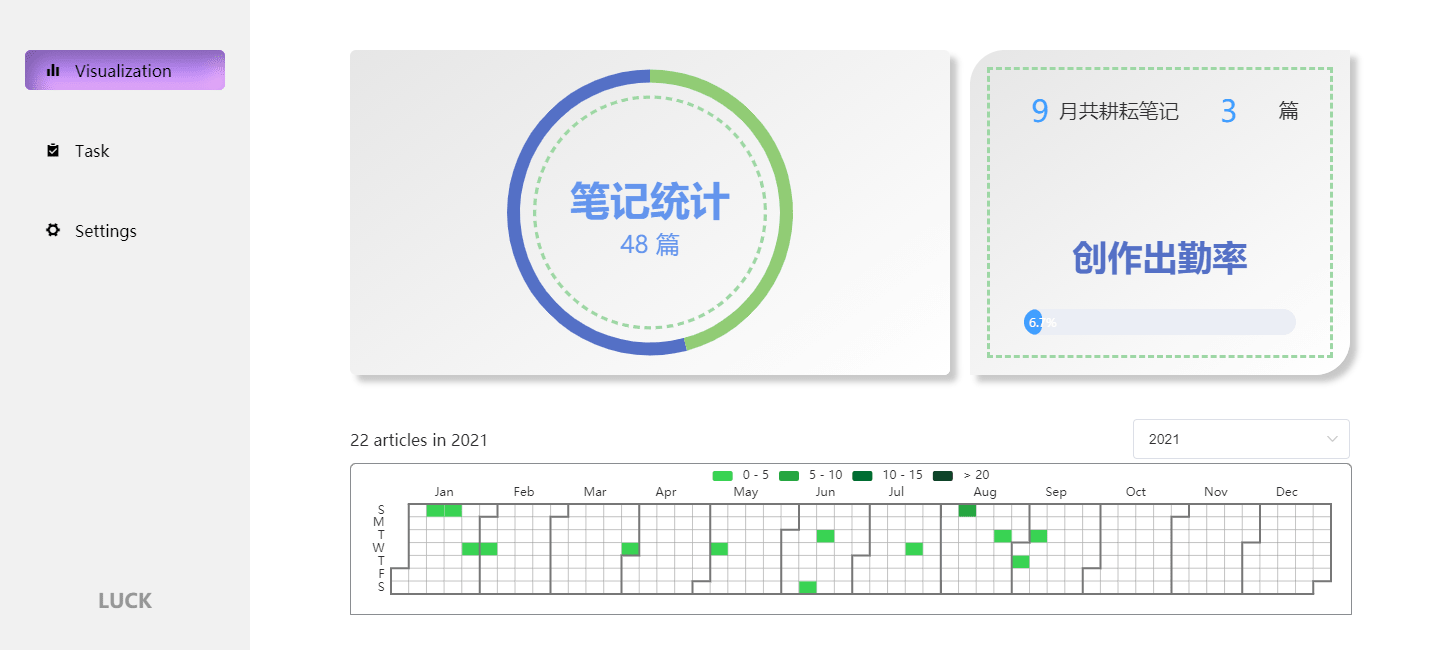 Visualization
Task
Settings
LUCK
笔记统计
48 篇
9 月共耕耘笔记 3 篇
创作出勤率
6.7%
22 articles in 2021
2021
0 - 5 5 - 10 10 - 15 > 20
Jan Feb Mar Apr May Jun Jul Aug Sep Oct Nov Dec
S
M
T
W
T
F
S